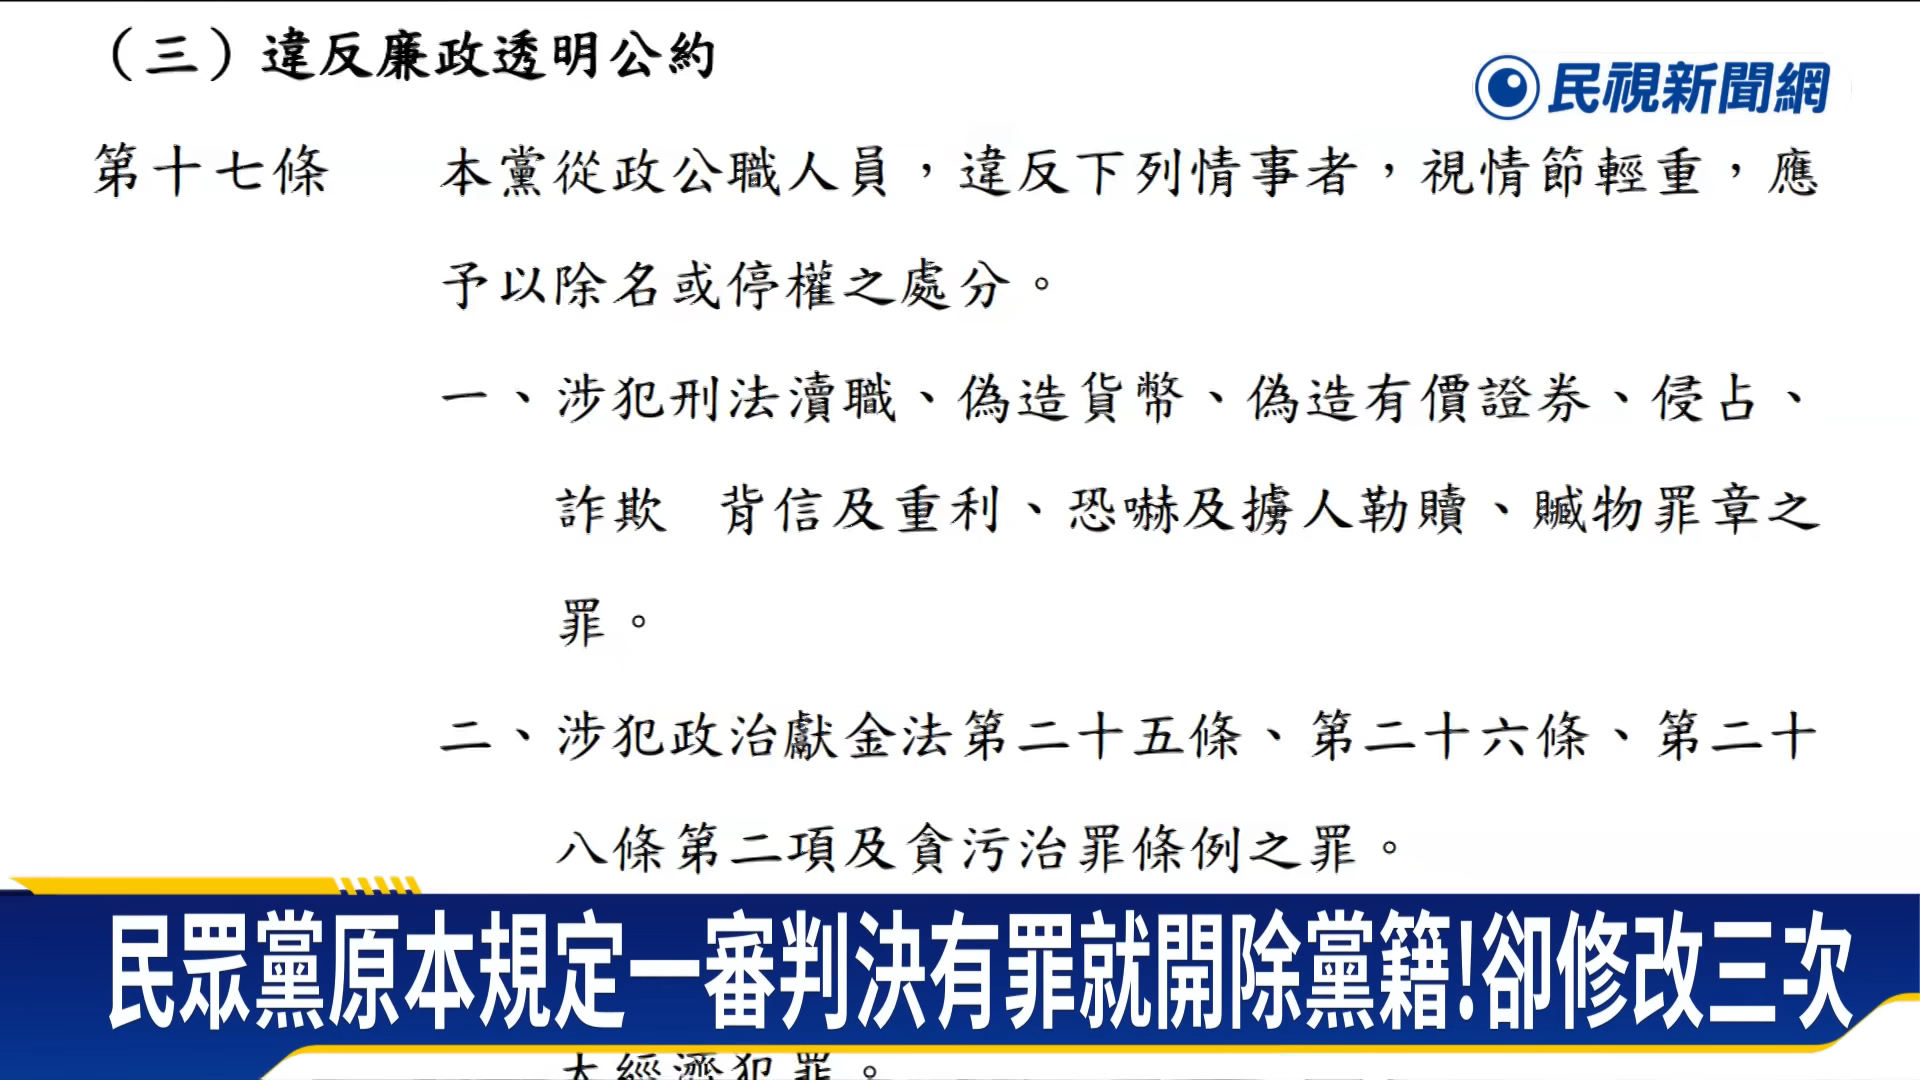 （三）違反廉政透明公約
民視新聞網
第十七條 本黨從政公職人員，違反下列情事者，視情節輕重，應
予以除名或停權之處分。
一、涉犯刑法瀆職、偽造貨幣、偽造有價證券、侵占、
詐欺 背信及重利、恐嚇及擄人勒贖、贓物罪章之
罪。
二、涉犯政治獻金法第二十五條、第二十六條、第二十
八條第二項及貪污治罪條例之罪。
民眾黨原本規定一審判決有罪就開除黨籍!卻修改三次
大經濟犯罪。